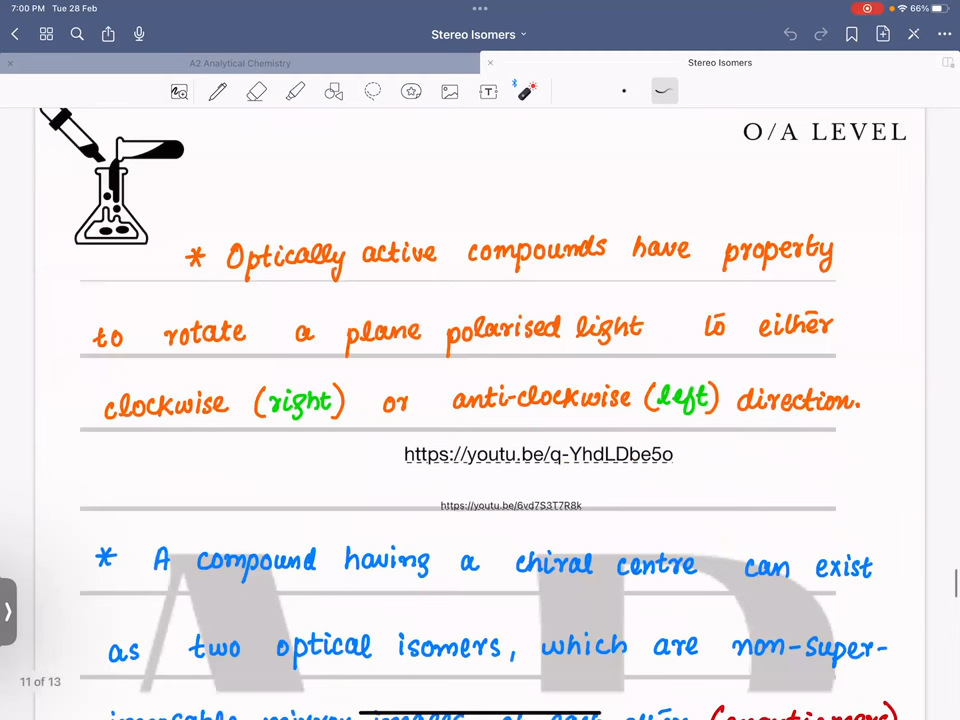 7:00 PM Tue 28 Feb
66%
Stereo Isomers
A2 Analytical Chemistry
Stereo Isomers
T
O/A LEVEL
* Optically active compounds have property
to rotate a plane polarised light to either
clockwise (right) or anti-clockwise (left) direction.
https://youtu.be/q-YhdLDbe5o
https://youtu.be/6vd7S3T7R8k
* A compound having a chiral centre can exist
as two optical isomers, which are non-super-
11 of 13